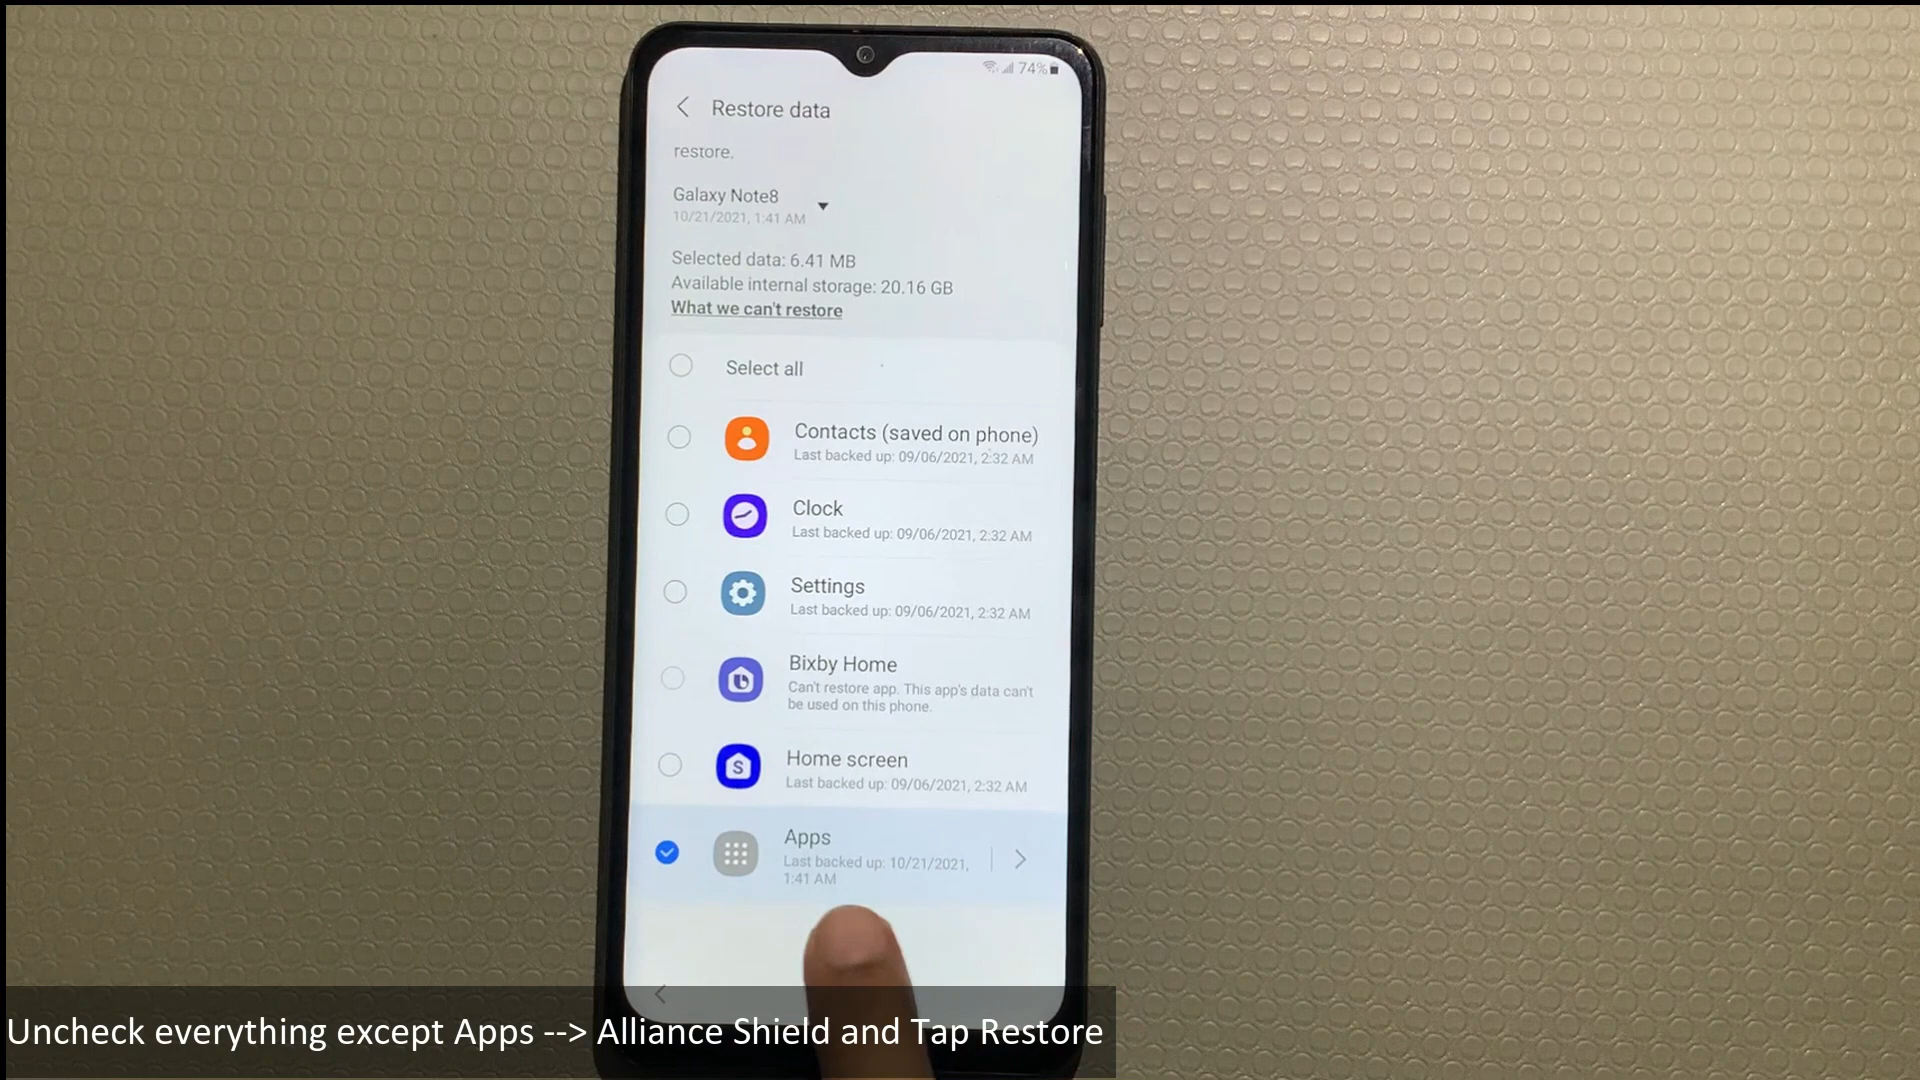 74%
Restore data
restore.
Galaxy Note8
10/21/2021, 1:41 AM
Selected data: 6.41 MB
Available internal storage: 20.16 GB
What we can't restore
Select all
Contacts (saved on phone)
Last backed up: 09/06/2021, 2:32 AM
Clock
Last backed up: 09/06/2021, 2:32 AM
Settings
Last backed up: 09/06/2021, 2:32 AM
Bixby Home
Can't restore app. This app's data can't
be used on this phone.
Home screen
Last backed up: 09/06/2021, 2:32 AM
Apps
Last backed up: 10/21/2021,
1:41 AM
Uncheck everything except Apps --> Alliance Shield and Tap Restore